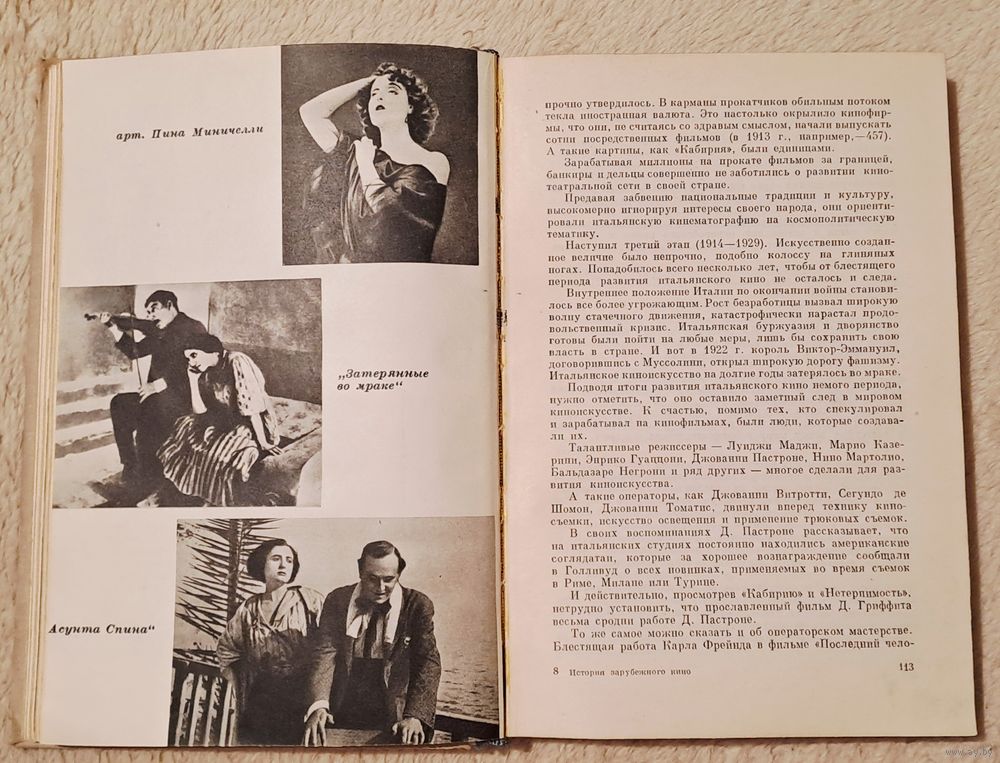 арт. Пина Миничелли
„Затерянные
во мраке“
Асунта Спина“
прочно утвердилось. В карманы прокатчиков обильным потоком
текла иностранная валюта. Это настолько окрылило кинофир-
мы, что они, не считаясь со здравым смыслом, начали выпускать
сотни посредственных фильмов (в 1913 г., например,—457).
А такие картины, как «Кабирия», были единицами.
Зарабатывая миллионы на прокате фильмов за границей,
банкиры и дельцы совершенно не заботились о развитии кино-
театральной сети в своей стране.
Предавая забвению национальные традиции и культуру,
высокомерно игнорируя интересы своего народа, они ориенти-
ровали итальянскую кинематографию на космополитическую
тематику.
Наступил третий этап (1914—1929). Искусственно создан-
ное величие было непрочно, подобно колоссу на глиняных
ногах. Понадобилось всего несколько лет, чтобы от блестящего
периода развития итальянского кино не осталось и следа.
Внутреннее положение Италии по окончании войны станови-
лось все более угрожающим. Рост безработицы вызвал широкую
волну стачечного движения, катастрофически нарастал продо-
вольственный кризис. Итальянская буржуазия и дворянство
готовы были пойти на любые меры, лишь бы сохранить свою
власть в стране. И вот в 1922 г. король Виктор-Эммануил,
договорившись с Муссолини, открыл широкую дорогу фашизму.
Итальянское киноискусство на долгие годы затерялось во мраке.
Подводя итоги развития итальянского кино немого периода,
нужно отметить, что оно оставило заметный след в мировом
киноискусстве. К счастью, помимо тех, кто спекулировал
и зарабатывал на кинофильмах, были люди, которые создава-
ли их.
Талантливые режиссеры — Луиджи Маджи, Марио Казе-
рини, Энрико Гуаццони, Джованни Пастроне, Нино Мартолио,
Бальдазаре Негрони и ряд других — многое сделали для раз-
вития киноискусства.
А такие операторы, как Джованни Витротти, Сегундо де
Шомон, Джованни Томатис, двинули вперед технику кино-
съемки, искусство освещения и применение трюковых съемок.
В своих воспоминаниях Д. Пастроне рассказывает, что
на итальянских студиях постоянно находились американские
соглядатаи, которые за хорошее вознаграждение сообщали
в Голливуд о всех новинках, применяемых во время съемок
в Риме, Милане или Турине.
И действительно, просмотрев «Кабирию» и «Нетерпимость»,
нетрудно установить, что прославленный фильм Д. Гриффита
весьма сродни работе Д. Пастроне.
То же самое можно сказать и об операторском мастерстве.
Блестящая работа Карла Фрейнда в фильме «Последний чело-
8 История зарубежного кино
113
www.ay.by